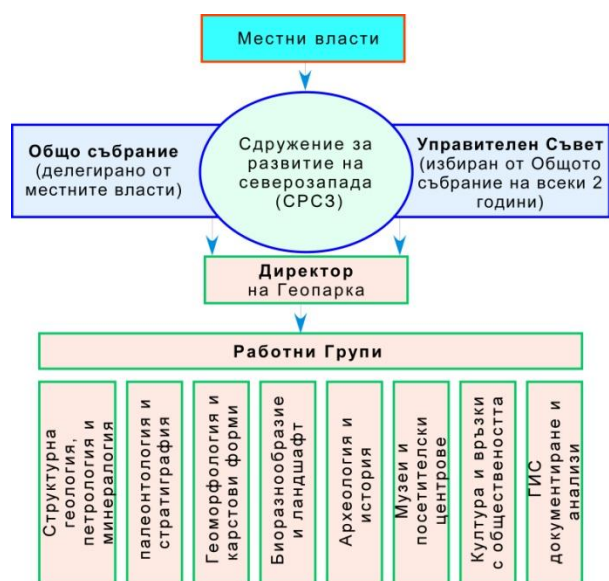 Местни власти
Общо събрание
(делегирано от
местните власти)
Сдружение за
развитие на
северозапада
(СРСЗ)
Управителен Съвет
(избиран от Общото
събрание на всеки 2
години)
Директор
на Геопарка
Работни Групи
Структурна
геология,
петрология и
минералогия
палеонтология и
стратиграфия
Геоморфология и
карстови форми
Биоразнообразие
и ландшафт
Археология и
история
Музеи и
посетителски
центрове
Култура и връзки
с обществеността
ГИС
документиране и
анализи